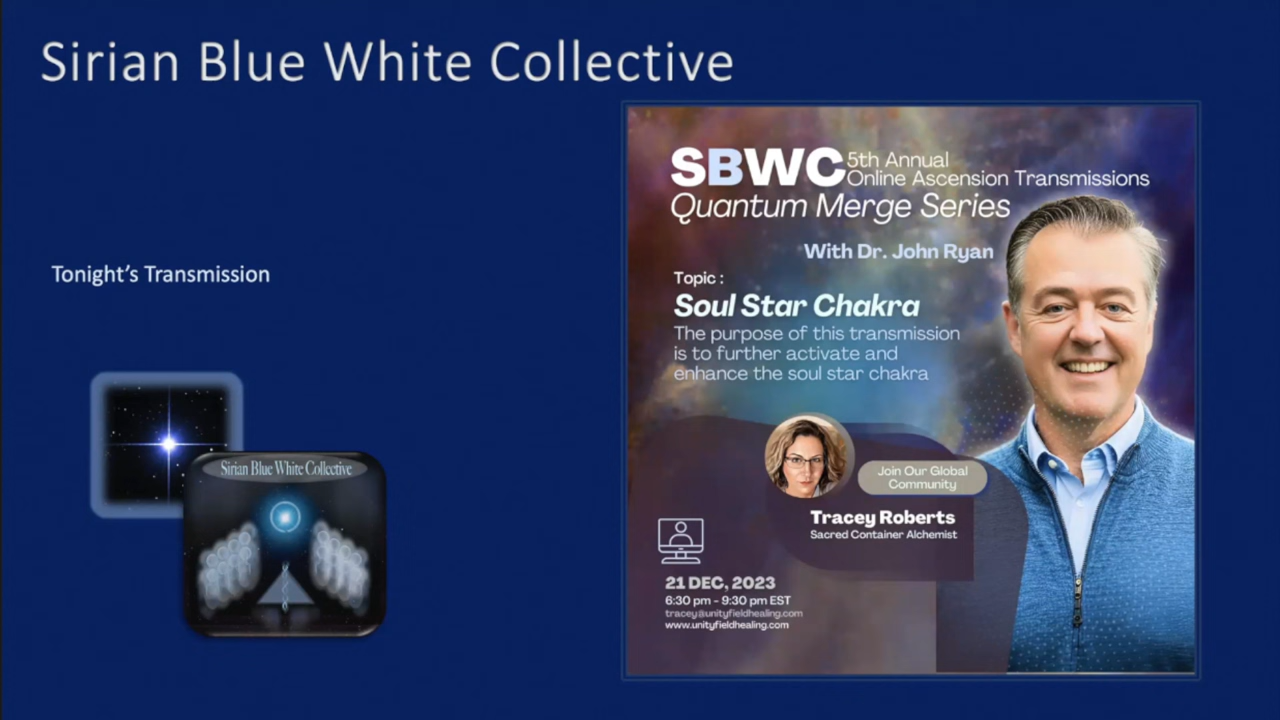 Sirian Blue White Collective
Tonight's Transmission
Sirian Blue White Collective
SBWC 5th Annual
Online Ascension Transmissions
Quantum Merge Series
With Dr. John Ryan
Topic :
Soul Star Chakra
The purpose of this transmission
is to further activate and
enhance the soul star chakra
Join Our Global
Community
Tracey Roberts
Sacred Container Alchemist
21 DEC, 2023
6:30 pm - 9:30 pm EST
tracey@unityfieldhealing.com
www.unityfieldhealing.com